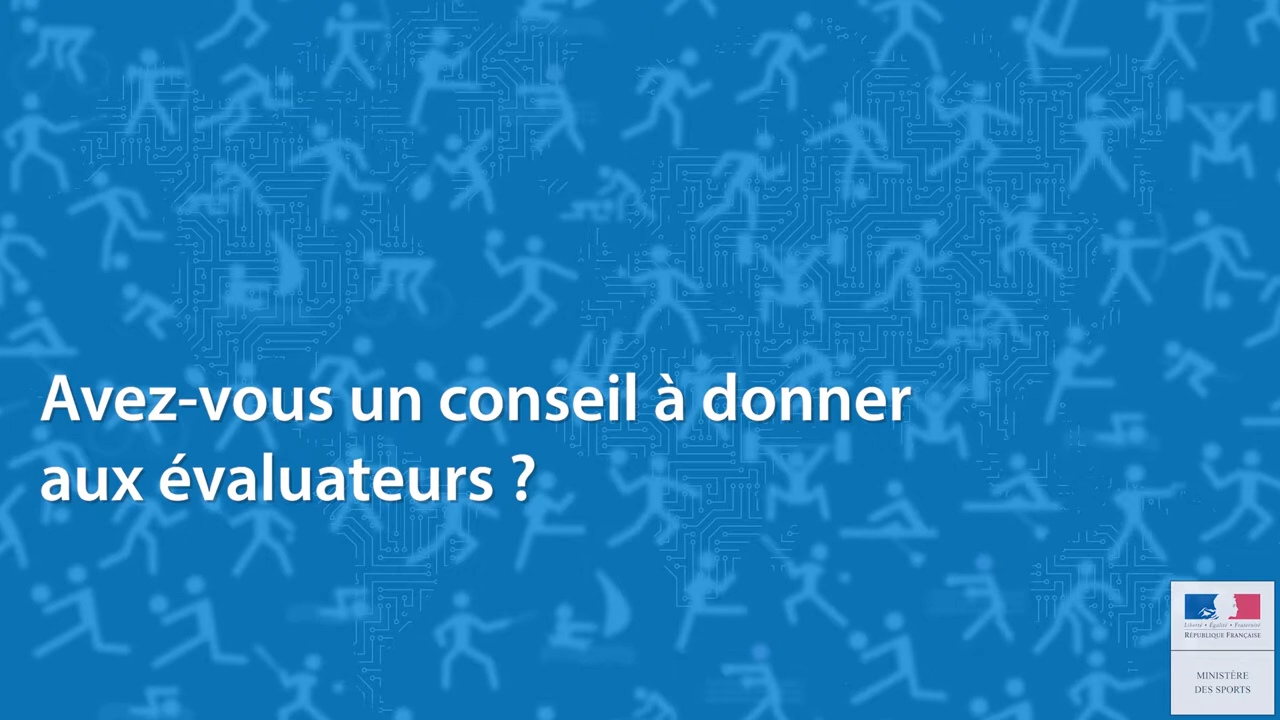 Avez-vous un conseil à donner
aux évaluateurs ?
Liberté • Égalité • Fraternité
RÉPUBLIQUE FRANÇAISE
MINISTÈRE
DES SPORTS